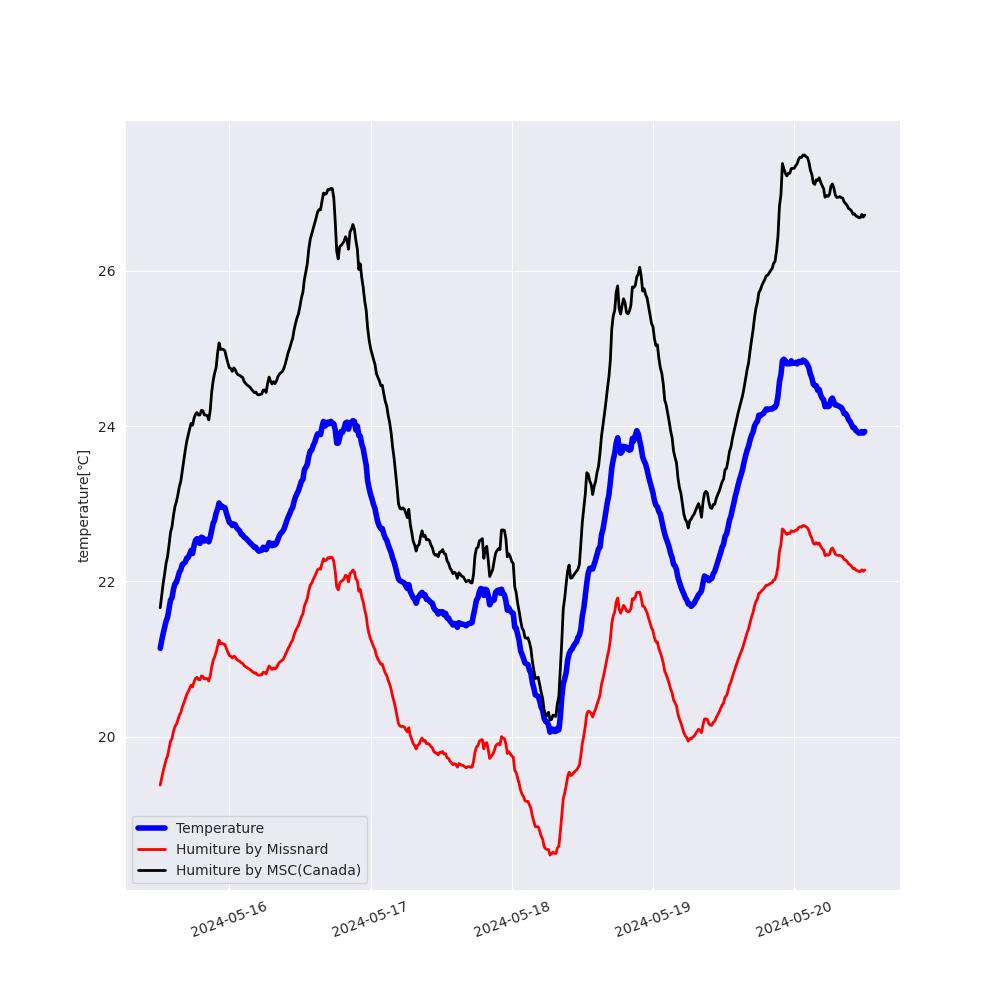 temperature[℃]
26
24
22
20
Temperature
Humiture by Missnard
Humiture by MSC(Canada)
2024-05-16
2024-05-17
2024-05-18
2024-05-19
2024-05-20